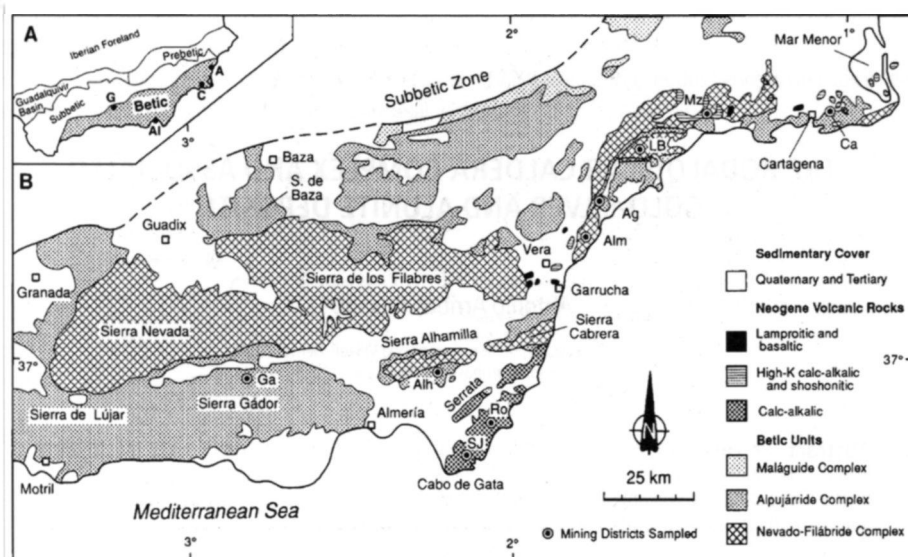 A
Iberian Foreland
Prebetic
Guadalquivir
Basin
Subbetic
Betic
G
A
C
Al
3°
2°
1°
Mar Menor
Subbetic Zone
B
Baza
S. de
Baza
Guadix
Granada
Mz
LB
Cartagena
Ca
Ag
Alm
Vera
Garrucha
Sierra de los Filabres
Sierra Nevada
Sierra
Cabrera
Sierra Alhamilla
37°
37°
Ga
Alh
Serrata
Ro
Sierra de Lújar
Sierra Gádor
Almería
SJ
Motril
Cabo de Gata
Mediterranean Sea
N
25 km
3°
2°
Sedimentary Cover
Quaternary and Tertiary
Neogene Volcanic Rocks
Lamproitic and
basaltic
High-K calc-alkalic
and shoshonitic
Calc-alkalic
Betic Units
Maláguide Complex
Alpujárride Complex
Nevado-Filábride Complex
Mining Districts Sampled